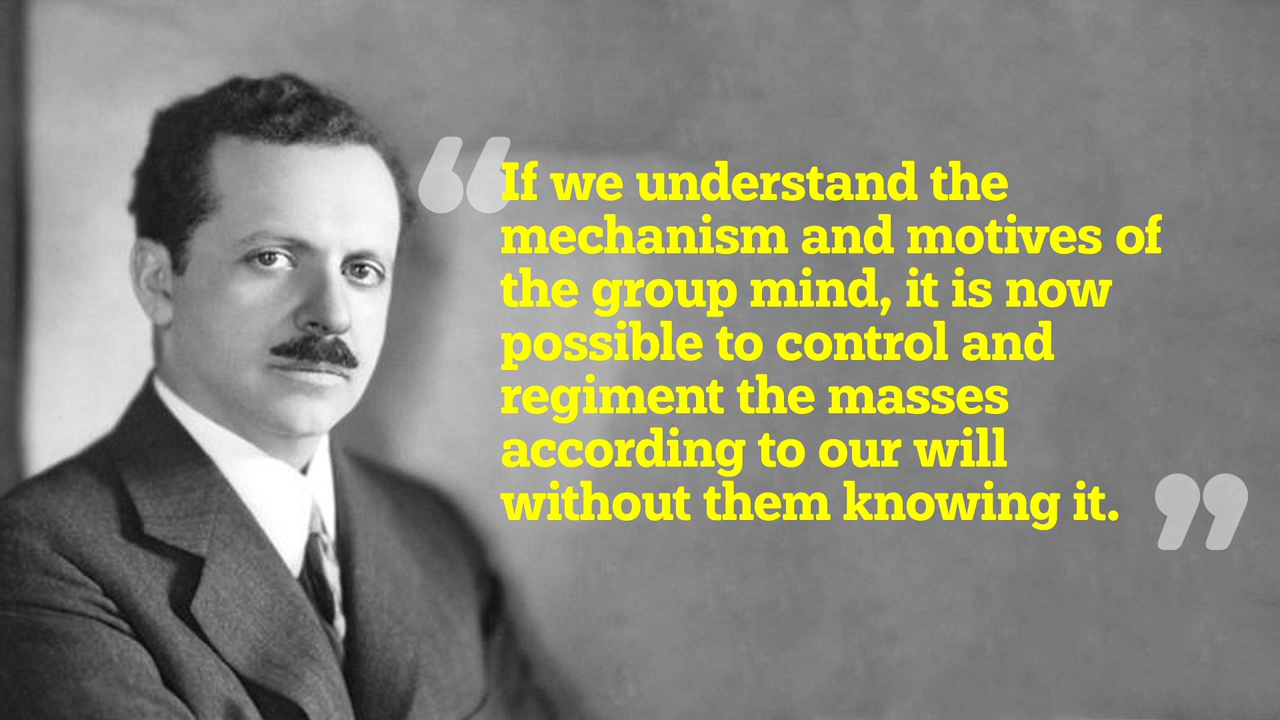 “If we understand the
mechanism and motives of
the group mind, it is now
possible to control and
regiment the masses
according to our will
without them knowing it.”